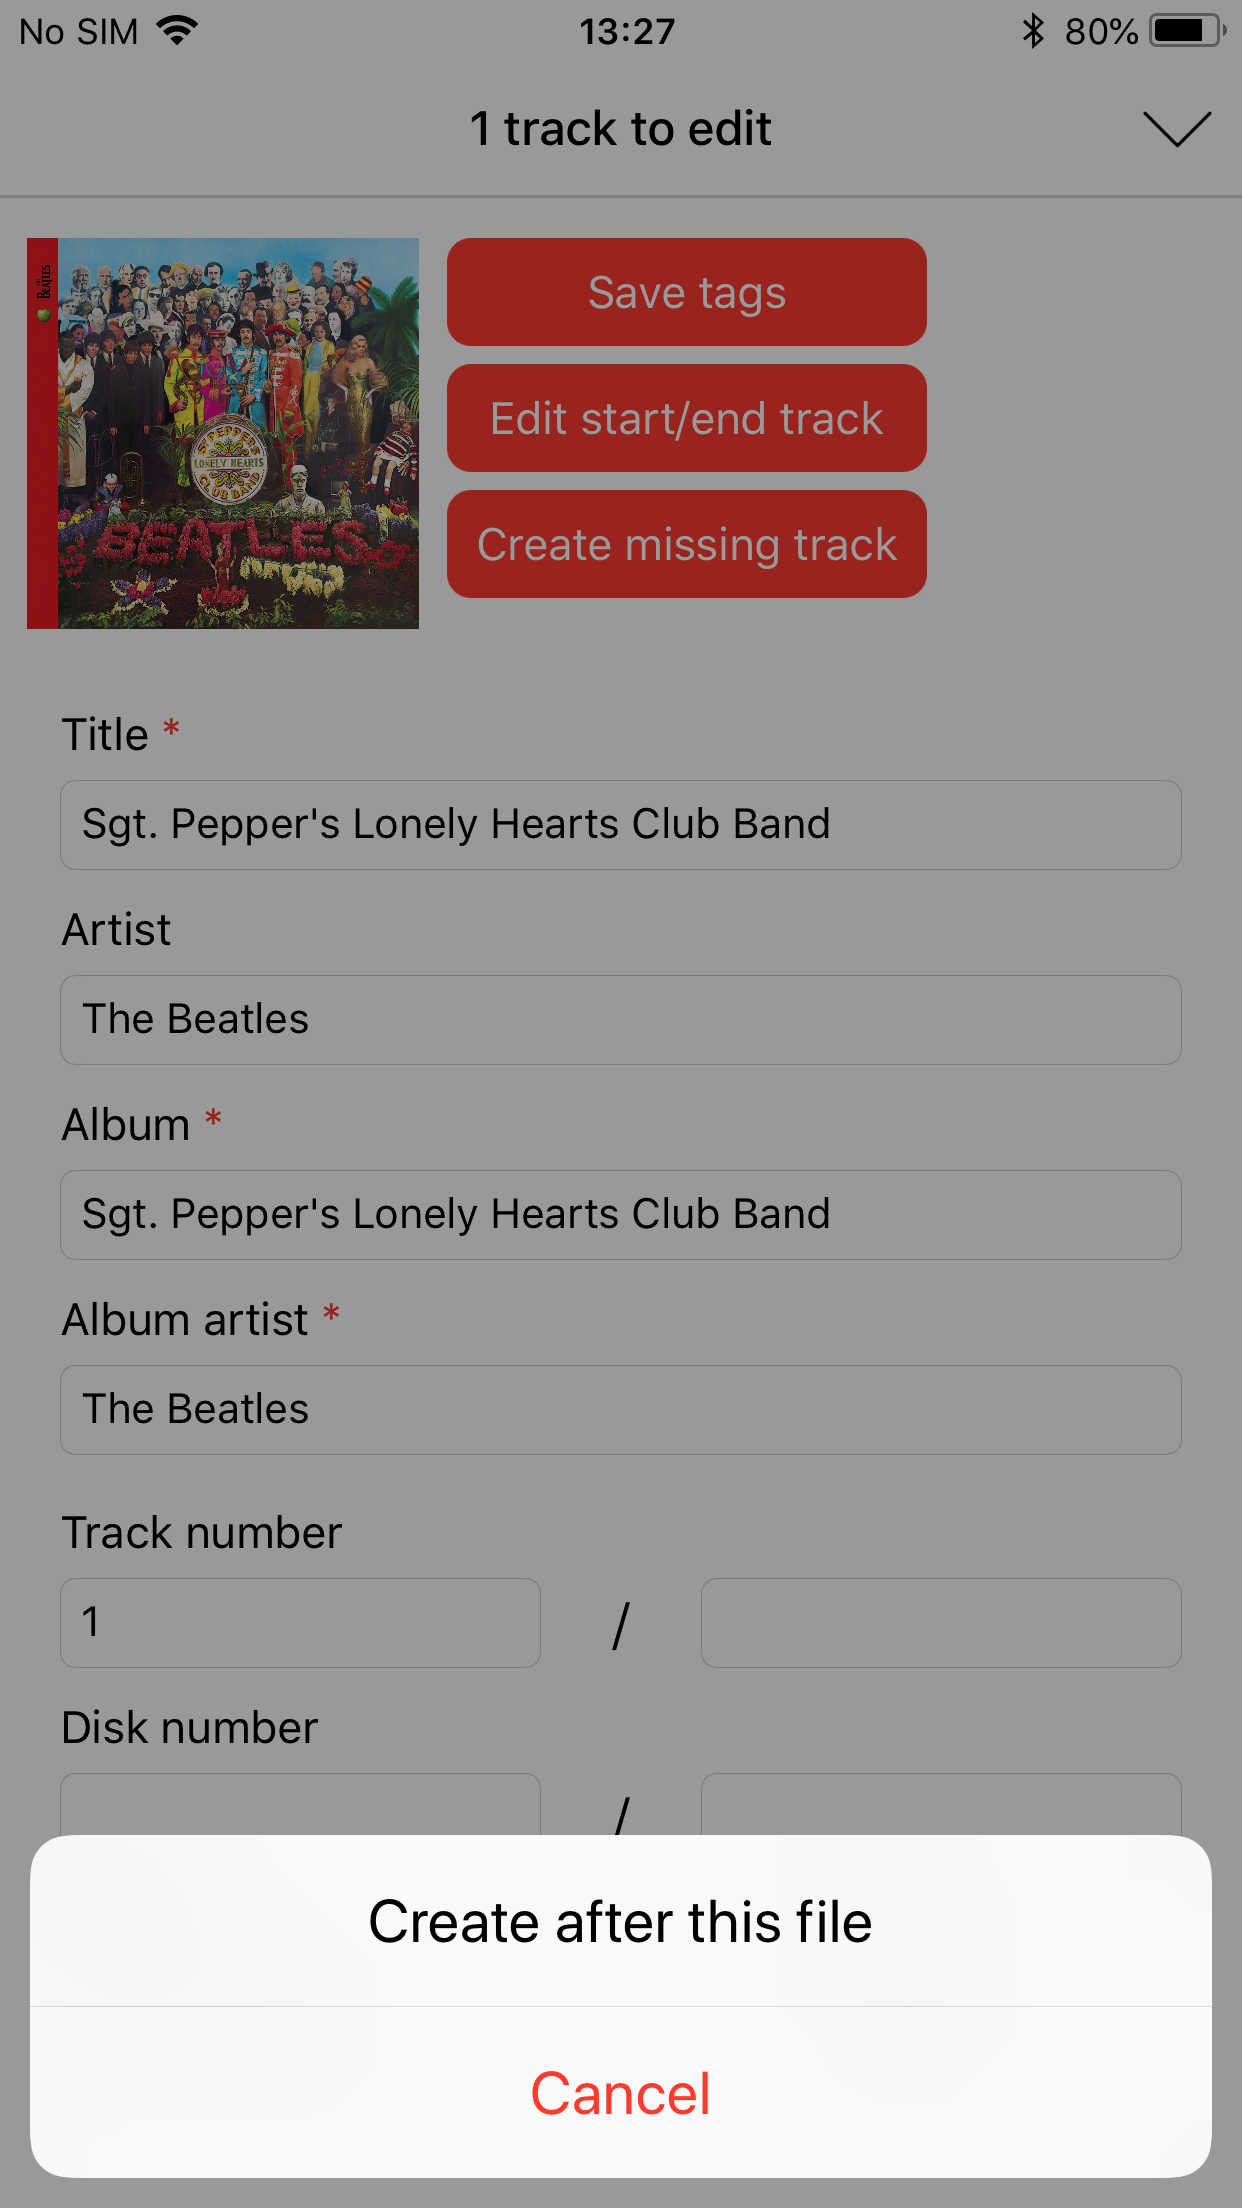 No SIM 13:27 80%
1 track to edit
THE BEATLES
SGT. PEPPER'S
LONELY HEARTS
CLUB BAND
BEATLES
Save tags
Edit start/end track
Create missing track
Title *
Sgt. Pepper's Lonely Hearts Club Band
Artist
The Beatles
Album *
Sgt. Pepper's Lonely Hearts Club Band
Album artist *
The Beatles
Track number
1 /
Disk number
/
Create after this file
Cancel